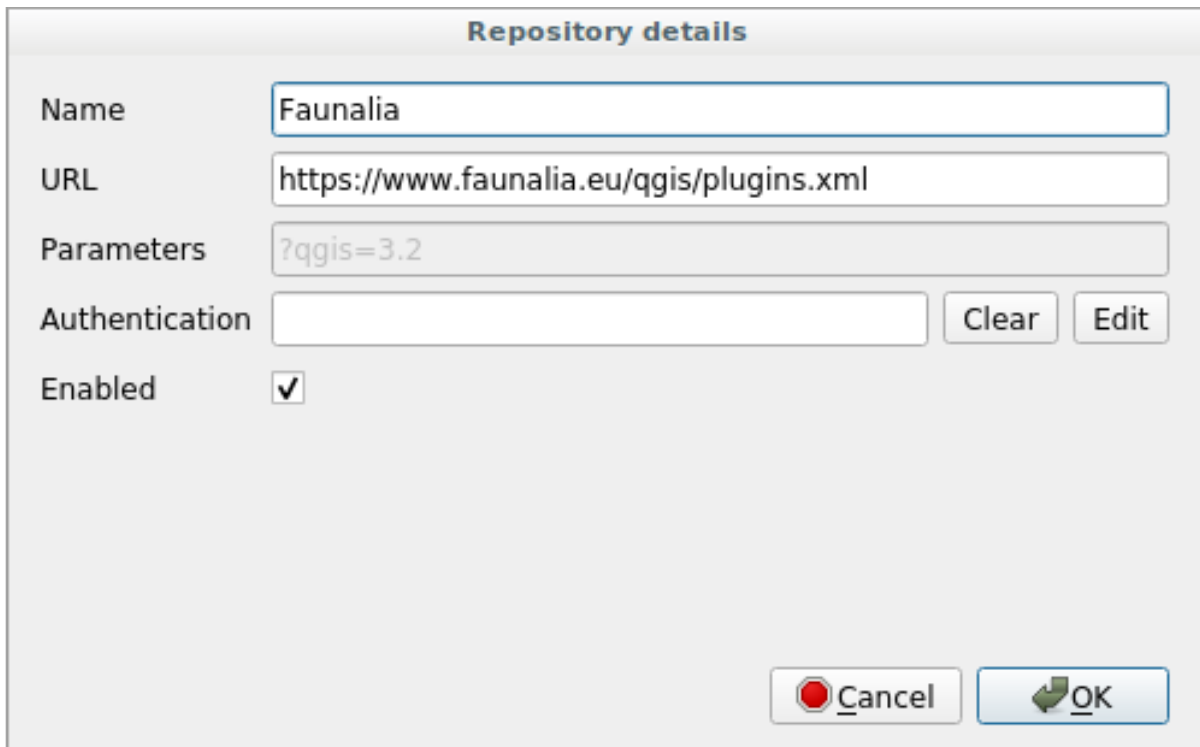 Repository details
Name Faunalia
URL https://www.faunalia.eu/qgis/plugins.xml
Parameters ?qgis=3.2
Authentication Clear Edit
Enabled
Cancel OK